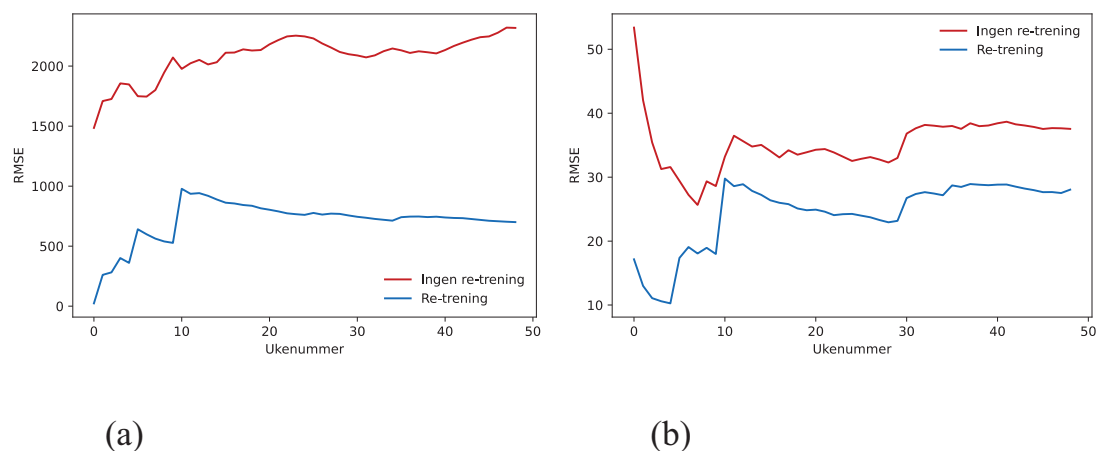 2000
1500
1000
500
0
RMSE
Ingen re-trening
Re-trening
0 10 20 30 40 50
Ukenummer
(a)
50
40
30
20
10
RMSE
Ingen re-trening
Re-trening
0 10 20 30 40 50
Ukenummer
(b)